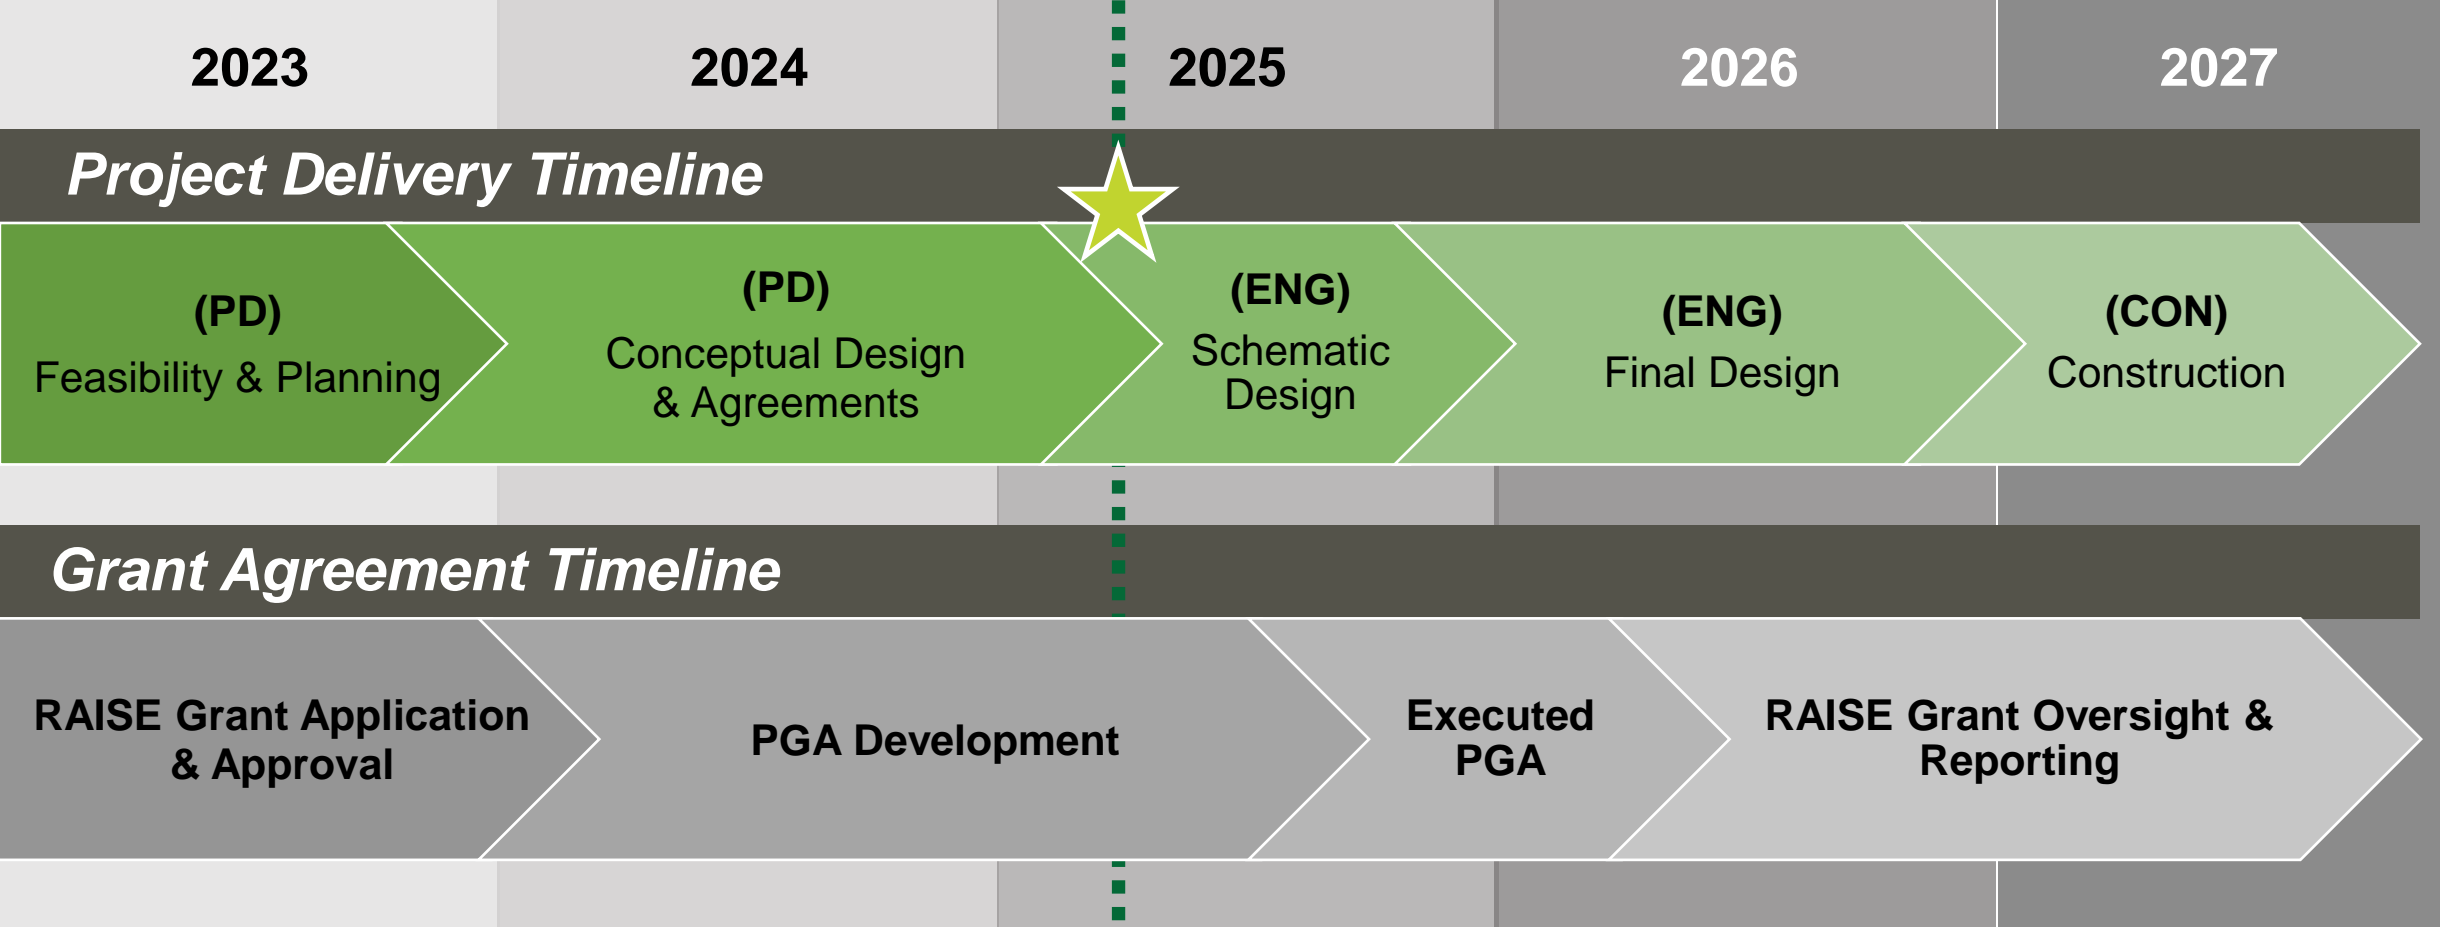 2023
2024
2025
2026
2027
Project Delivery Timeline
(PD)
Feasibility & Planning
(PD)
Conceptual Design
& Agreements
(ENG)
Schematic
Design
(ENG)
Final Design
(CON)
Construction
Grant Agreement Timeline
RAISE Grant Application
& Approval
PGA Development
Executed
PGA
RAISE Grant Oversight &
Reporting